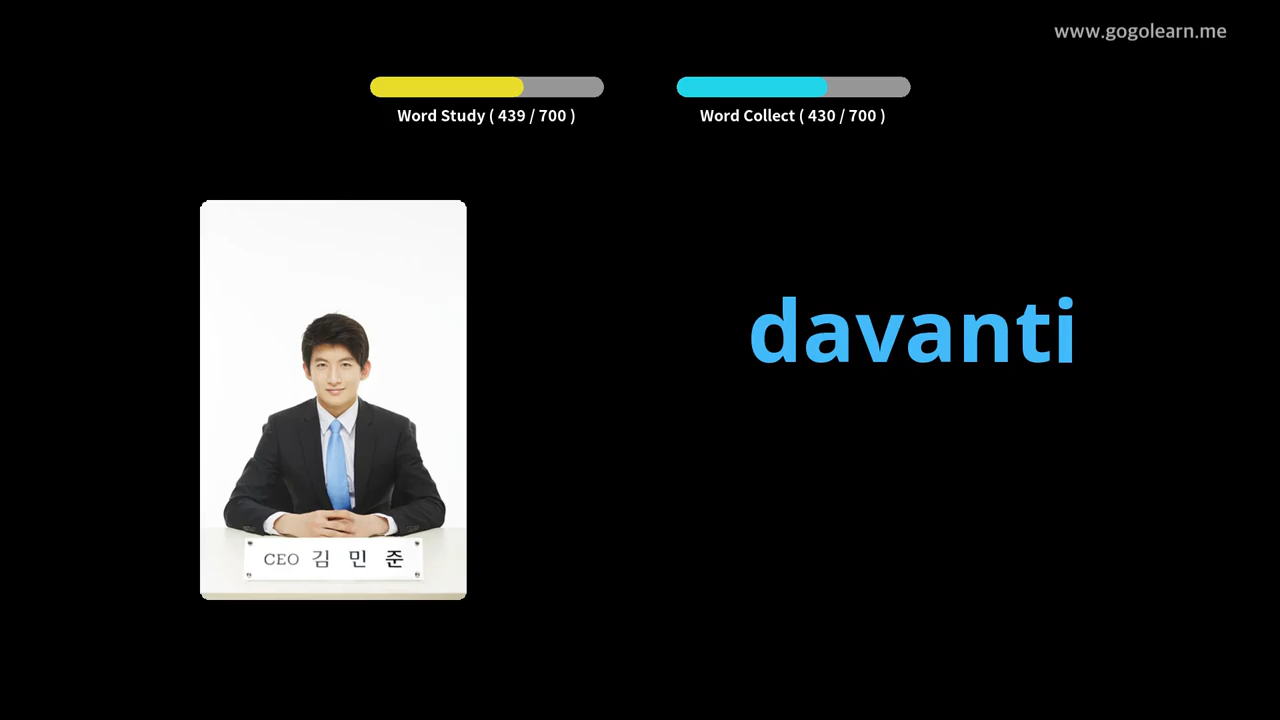 www.gogolearn.me
Word Study ( 439 / 700 )
Word Collect ( 430 / 700 )
davanti
CEO 김 민 준